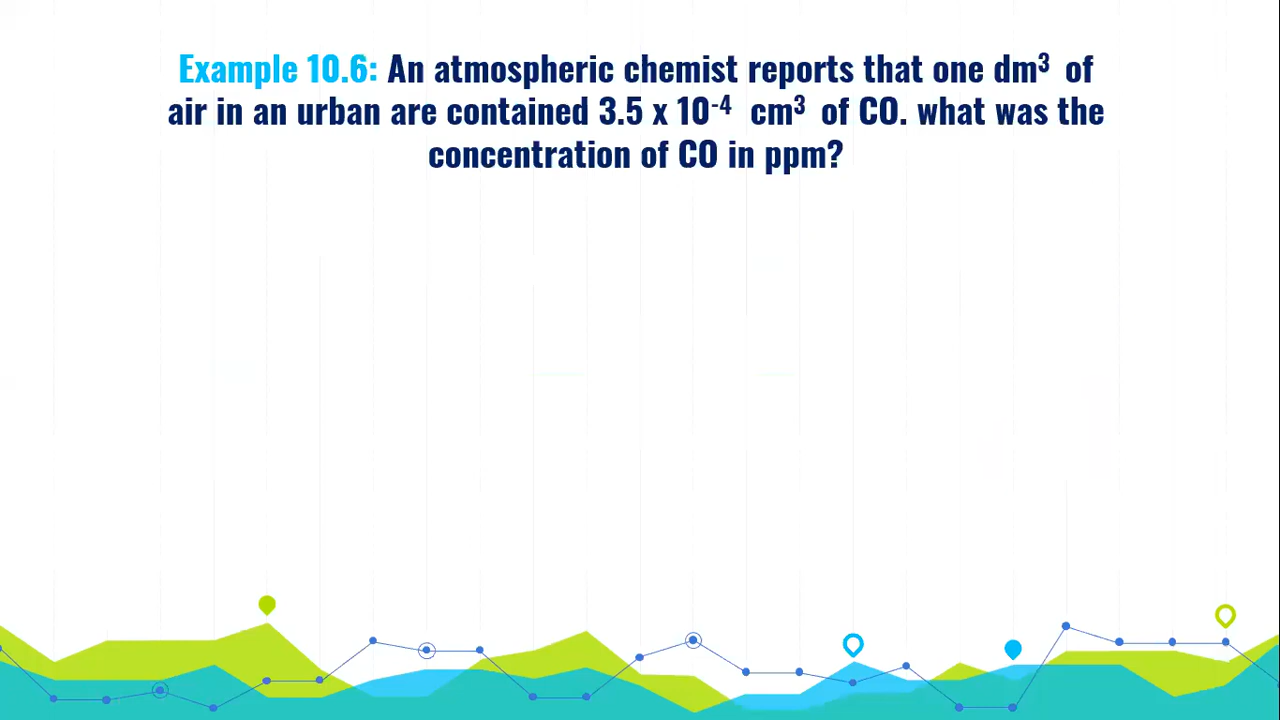 Example 10.6: An atmospheric chemist reports that one dm³ of
air in an urban are contained 3.5 x 10⁻⁴ cm³ of CO. what was the
concentration of CO in ppm?